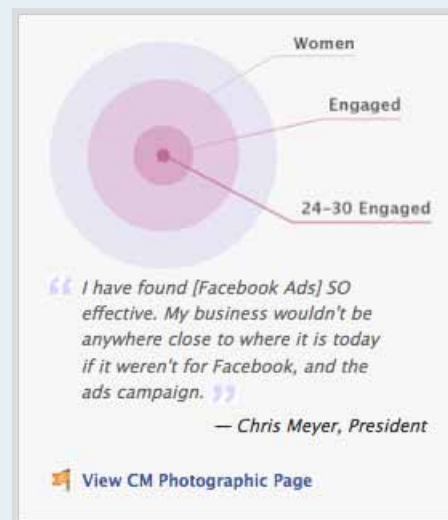 Women
Engaged
24-30 Engaged
“ I have found [Facebook Ads] SO
effective. My business wouldn't be
anywhere close to where it is today
if it weren't for Facebook, and the
ads campaign. ”
— Chris Meyer, President
View CM Photographic Page